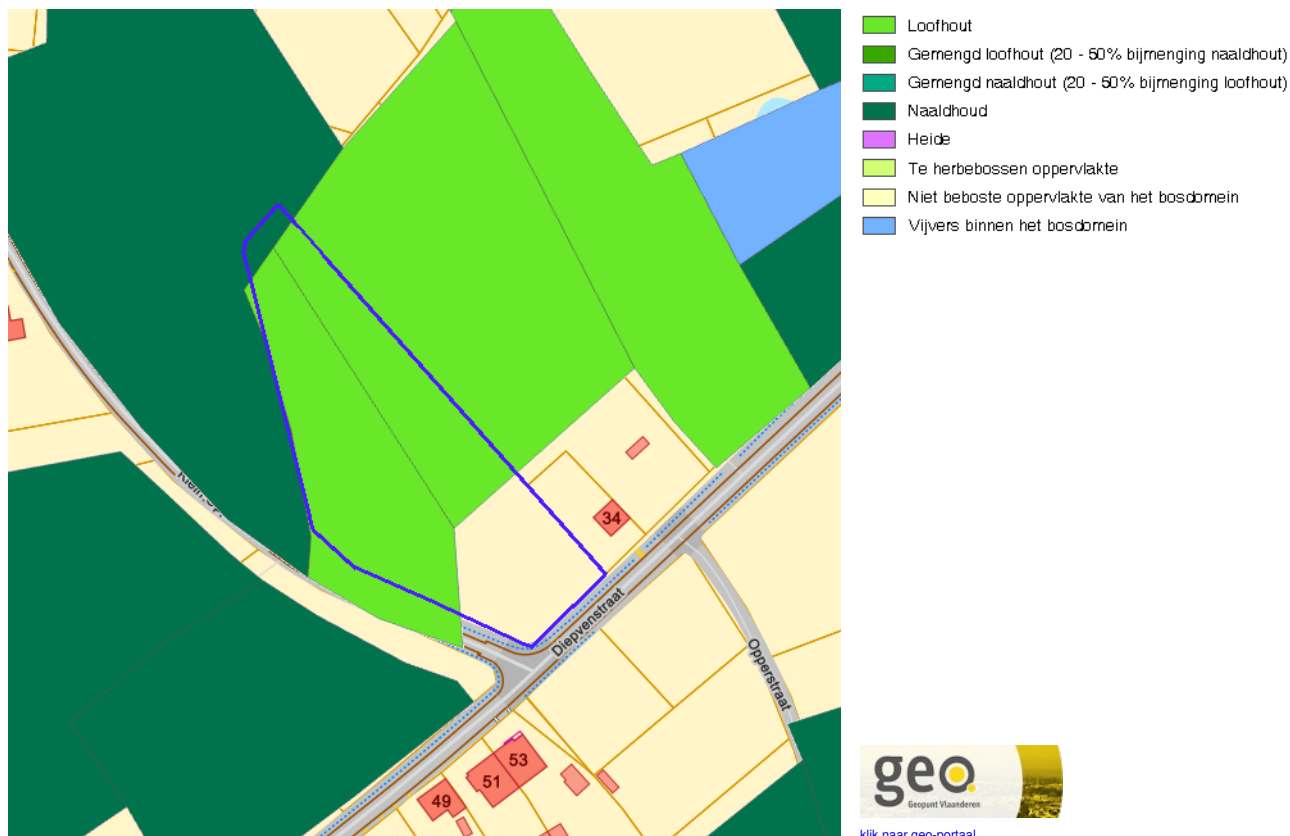 Loofhout
Gemengd loofhout (20 - 50% bijmenging naaldhout)
Gemengd naaldhout (20 - 50% bijmenging loofhout)
Naaldhoud
Heide
Te herbebossen oppervlakte
Niet beboste oppervlakte van het bosdomein
Vijvers binnen het bosdomein
34
Diepvenstraat
Opperstraat
53
51
49
geo
Geopunt Vlaanderen
klik naar geo-portaal